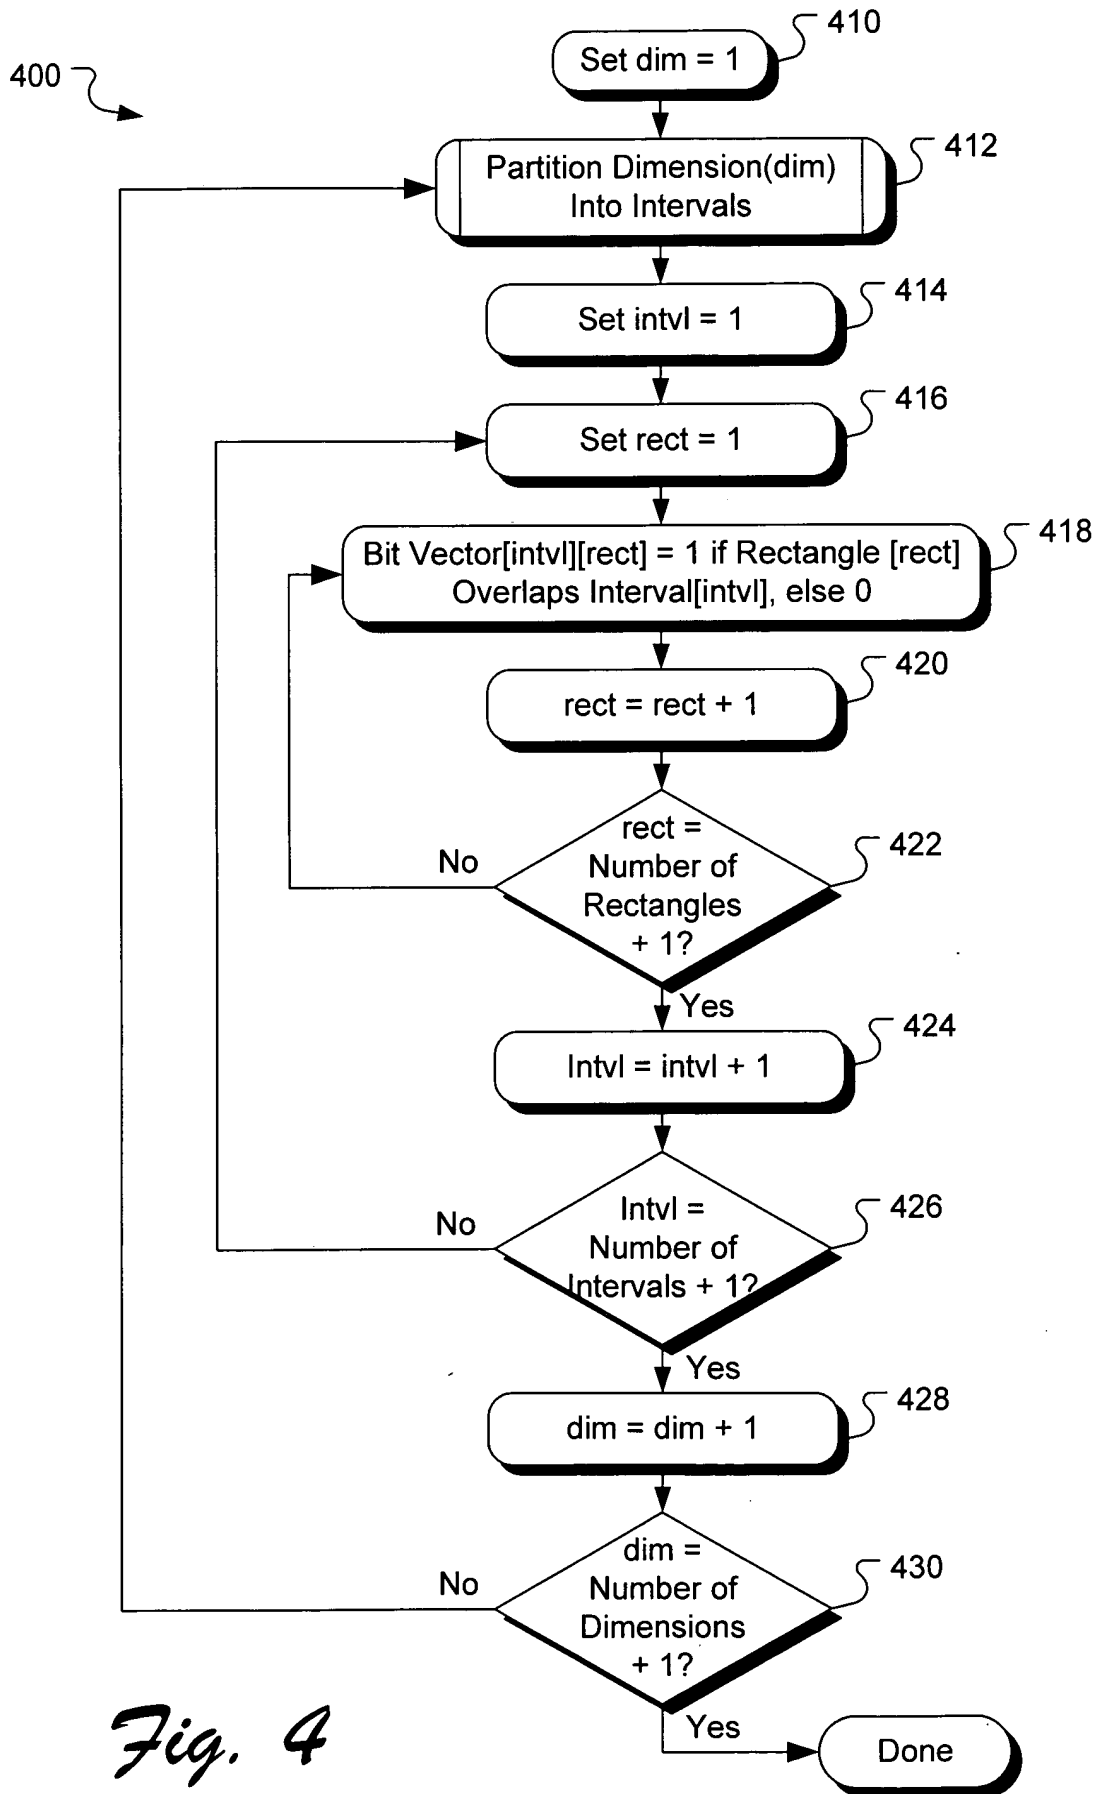 410
Set dim = 1
400
412
Partition Dimension(dim)
Into Intervals
414
Set intvl = 1
416
Set rect = 1
418
Bit Vector[intvl][rect] = 1 if Rectangle [rect]
Overlaps Interval[intvl], else 0
420
rect = rect + 1
422
rect =
Number of
Rectangles
+ 1?
No
Yes
424
Intvl = intvl + 1
426
Intvl =
Number of
Intervals + 1?
No
Yes
428
dim = dim + 1
430
dim =
Number of
Dimensions
+ 1?
No
Yes
Done
Fig. 4